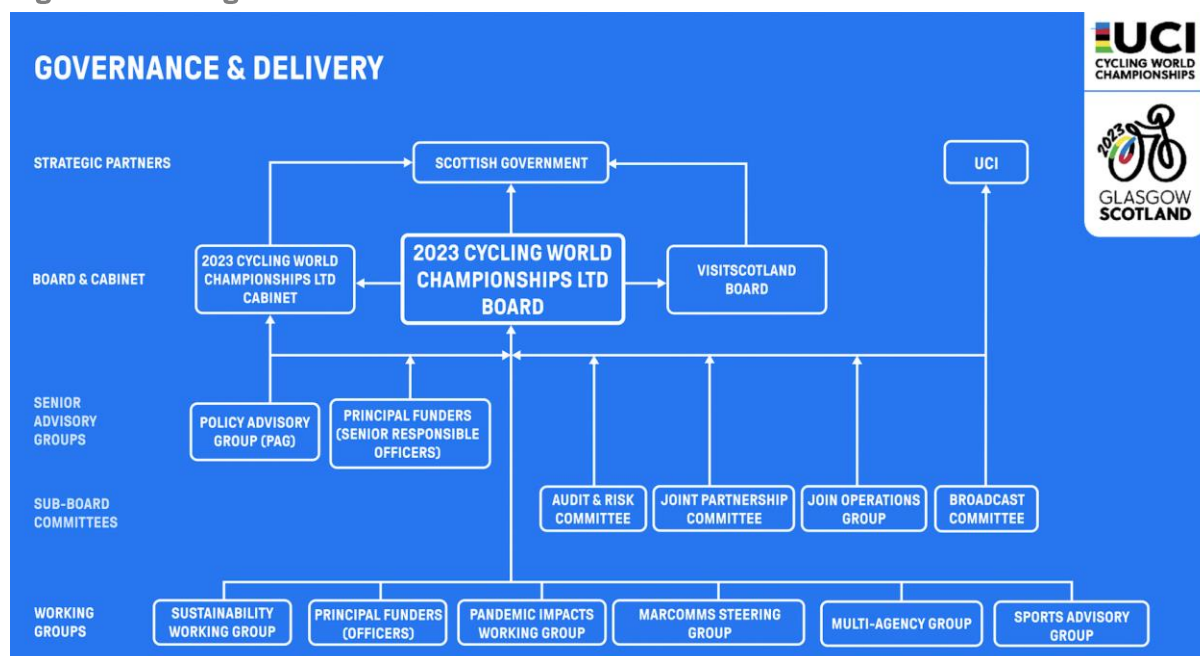 GOVERNANCE & DELIVERY
UCI
CYCLING WORLD
CHAMPIONSHIPS
2023
GLASGOW
SCOTLAND
STRATEGIC PARTNERS
SCOTTISH GOVERNMENT
UCI
BOARD & CABINET
2023 CYCLING WORLD
CHAMPIONSHIPS LTD
CABINET
2023 CYCLING WORLD
CHAMPIONSHIPS LTD
BOARD
VISITSCOTLAND
BOARD
SENIOR
ADVISORY
GROUPS
POLICY ADVISORY
GROUP (PAG)
PRINCIPAL FUNDERS
(SENIOR RESPONSIBLE
OFFICERS)
SUB-BOARD
COMMITTEES
AUDIT & RISK
COMMITTEE
JOINT PARTNERSHIP
COMMITTEE
JOIN OPERATIONS
GROUP
BROADCAST
COMMITTEE
WORKING
GROUPS
SUSTAINABILITY
WORKING GROUP
PRINCIPAL FUNDERS
(OFFICERS)
PANDEMIC IMPACTS
WORKING GROUP
MARCOMMS STEERING
GROUP
MULTI-AGENCY GROUP
SPORTS ADVISORY
GROUP